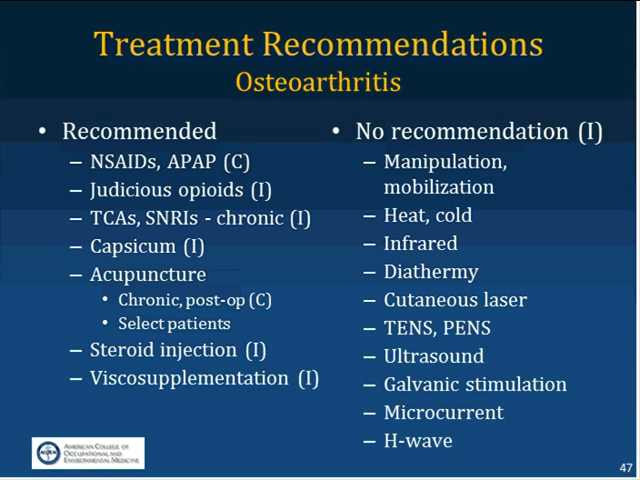 Treatment Recommendations
Osteoarthritis
• Recommended
– NSAIDs, APAP (C)
– Judicious opioids (I)
– TCAs, SNRIs - chronic (I)
– Capsicum (I)
– Acupuncture
• Chronic, post-op (C)
• Select patients
– Steroid injection (I)
– Viscosupplementation (I)
• No recommendation (I)
– Manipulation,
mobilization
– Heat, cold
– Infrared
– Diathermy
– Cutaneous laser
– TENS, PENS
– Ultrasound
– Galvanic stimulation
– Microcurrent
– H-wave
American College of
Occupational and
Environmental Medicine
47